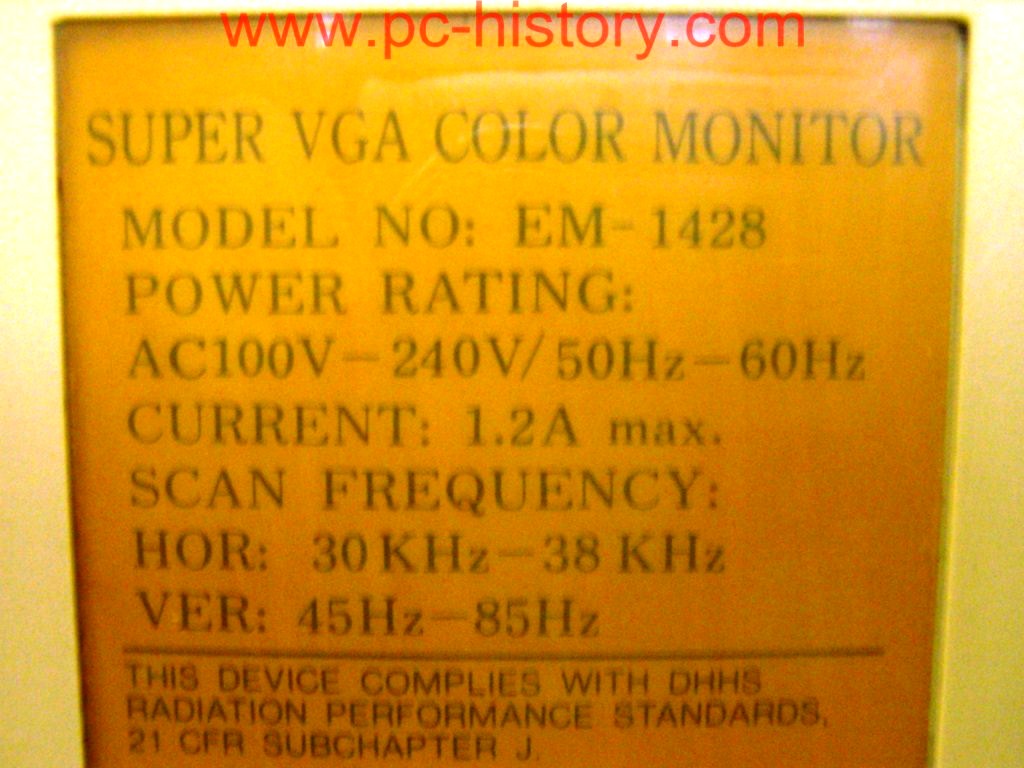 www.pc-history.com
SUPER VGA COLOR MONITOR
MODEL NO: EM-1428
POWER RATING:
AC100V-240V/50Hz-60Hz
CURRENT: 1.2A max.
SCAN FREQUENCY:
HOR: 30KHz-38KHz
VER: 45Hz-85Hz
THIS DEVICE COMPLIES WITH DHHS
RADIATION PERFORMANCE STANDARDS,
21 CFR SUBCHAPTER J.